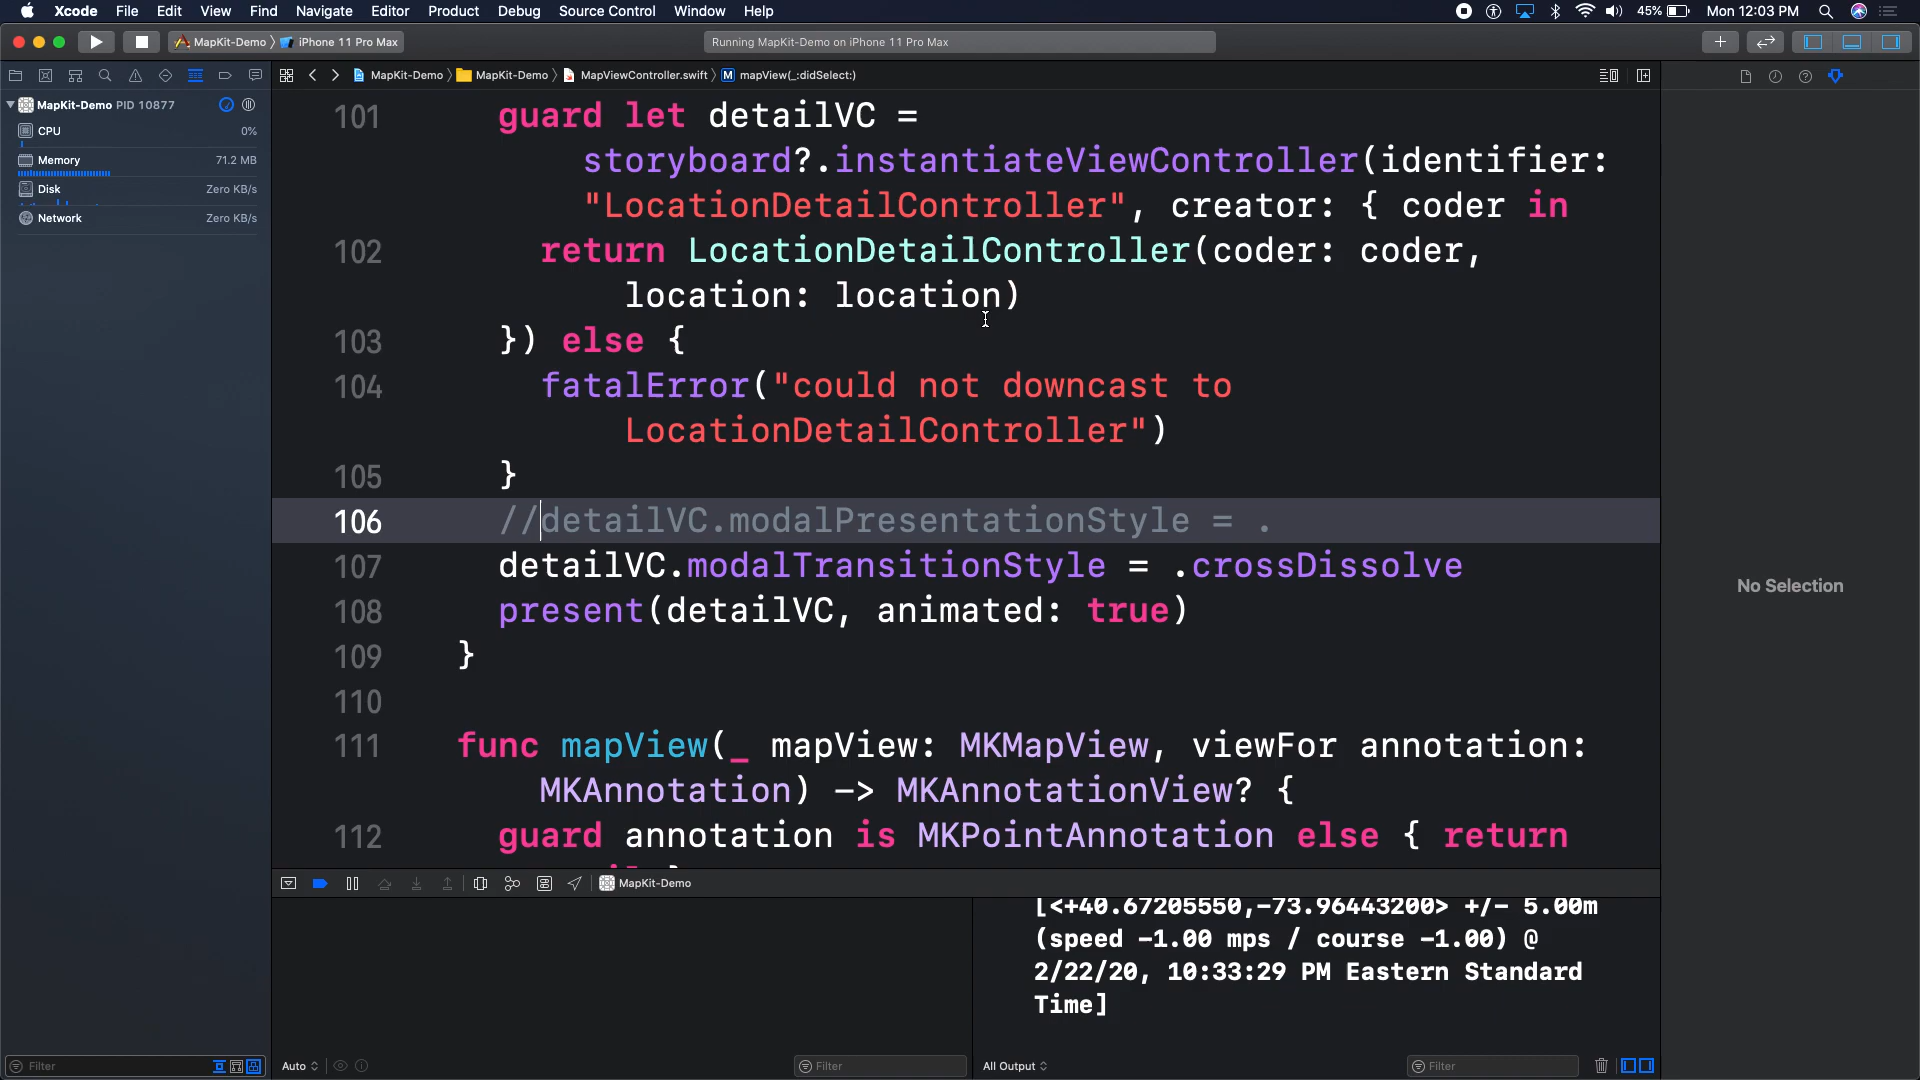 Xcode File Edit View Find Navigate Editor Product Debug Source Control Window Help 45% Mon 12:03 PM
MapKit-Demo iPhone 11 Pro Max Running MapKit-Demo on iPhone 11 Pro Max
MapKit-Demo MapKit-Demo MapViewController.swift M mapView(_:didSelect:)
MapKit-Demo PID 10877
CPU 0%
Memory 71.2 MB
Disk Zero KB/s
Network Zero KB/s
101 guard let detailVC =
storyboard?.instantiateViewController(identifier:
"LocationDetailController", creator: { coder in
102 return LocationDetailController(coder: coder,
location: location)
103 }) else {
104 fatalError("could not downcast to
LocationDetailController")
105 }
106 //detailVC.modalPresentationStyle = .
107 detailVC.modalTransitionStyle = .crossDissolve
108 present(detailVC, animated: true)
109 }
110
111 func mapView(_ mapView: MKMapView, viewFor annotation:
MKAnnotation) -> MKAnnotationView? {
112 guard annotation is MKPointAnnotation else { return
No Selection
MapKit-Demo
[<+40.67205550,-73.96443200> +/- 5.00m
(speed -1.00 mps / course -1.00) @
2/22/20, 10:33:29 PM Eastern Standard
Time]
Filter Auto Filter All Output Filter